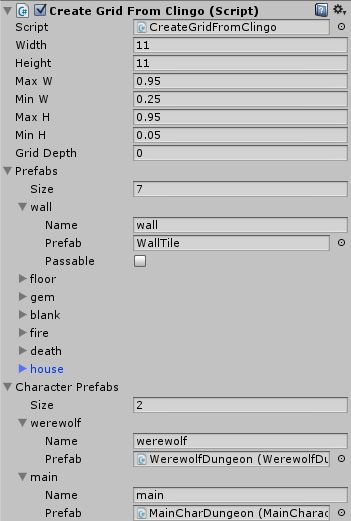 Create Grid From Clingo (Script)
Script CreateGridFromClingo
Width 11
Height 11
Max W 0.95
Min W 0.25
Max H 0.95
Min H 0.05
Grid Depth 0
Prefabs
Size 7
wall
Name wall
Prefab WallTile
Passable
floor
gem
blank
fire
death
house
Character Prefabs
Size 2
werewolf
Name werewolf
Prefab WerewolfDungeon (WerewolfDu
main
Name main
Prefab MainCharDungeon (MainCharac